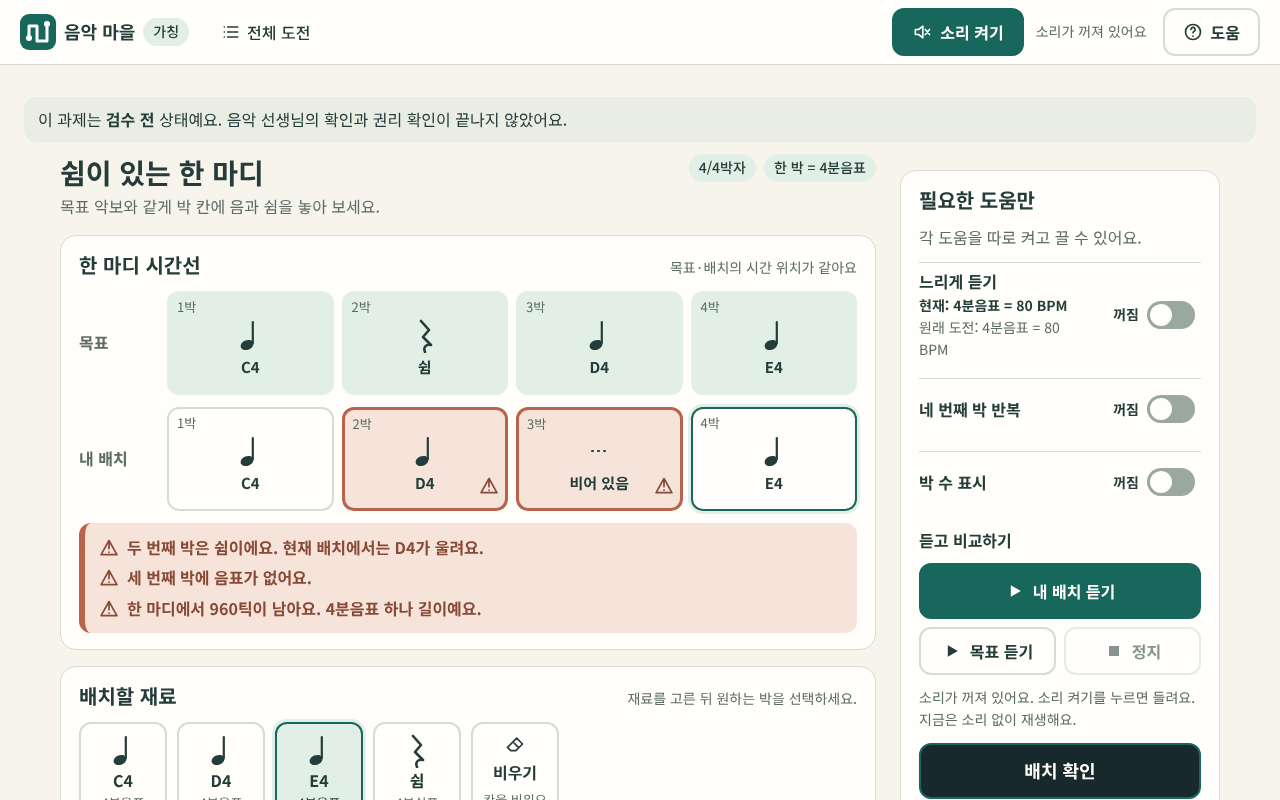 음악 마을
가칭
전체 도전
소리 켜기
소리가 꺼져 있어요
도움
이 과제는 검수 전 상태예요. 음악 선생님의 확인과 권리 확인이 끝나지 않았어요.
쉼이 있는 한 마디
4/4박자
한 박 = 4분음표
목표 악보와 같게 박 칸에 음과 쉼을 놓아 보세요.
한 마디 시간선
목표·배치의 시간 위치가 같아요
목표
1박
C4
2박
쉼
3박
D4
4박
E4
내 배치
1박
C4
2박
D4
3박
비어 있음
4박
E4
두 번째 박은 쉼이에요. 현재 배치에서는 D4가 울려요.
세 번째 박에 음표가 없어요.
한 마디에서 960틱이 남아요. 4분음표 하나 길이예요.
배치할 재료
재료를 고른 뒤 원하는 박을 선택하세요.
C4
D4
E4
쉼
비우기
필요한 도움만
각 도움을 따로 켜고 끌 수 있어요.
느리게 듣기
현재: 4분음표 = 80 BPM
원래 도전: 4분음표 = 80
BPM
꺼짐
네 번째 박 반복
꺼짐
박 수 표시
꺼짐
듣고 비교하기
내 배치 듣기
목표 듣기
정지
소리가 꺼져 있어요. 소리 켜기를 누르면 들려요.
지금은 소리 없이 재생해요.
배치 확인